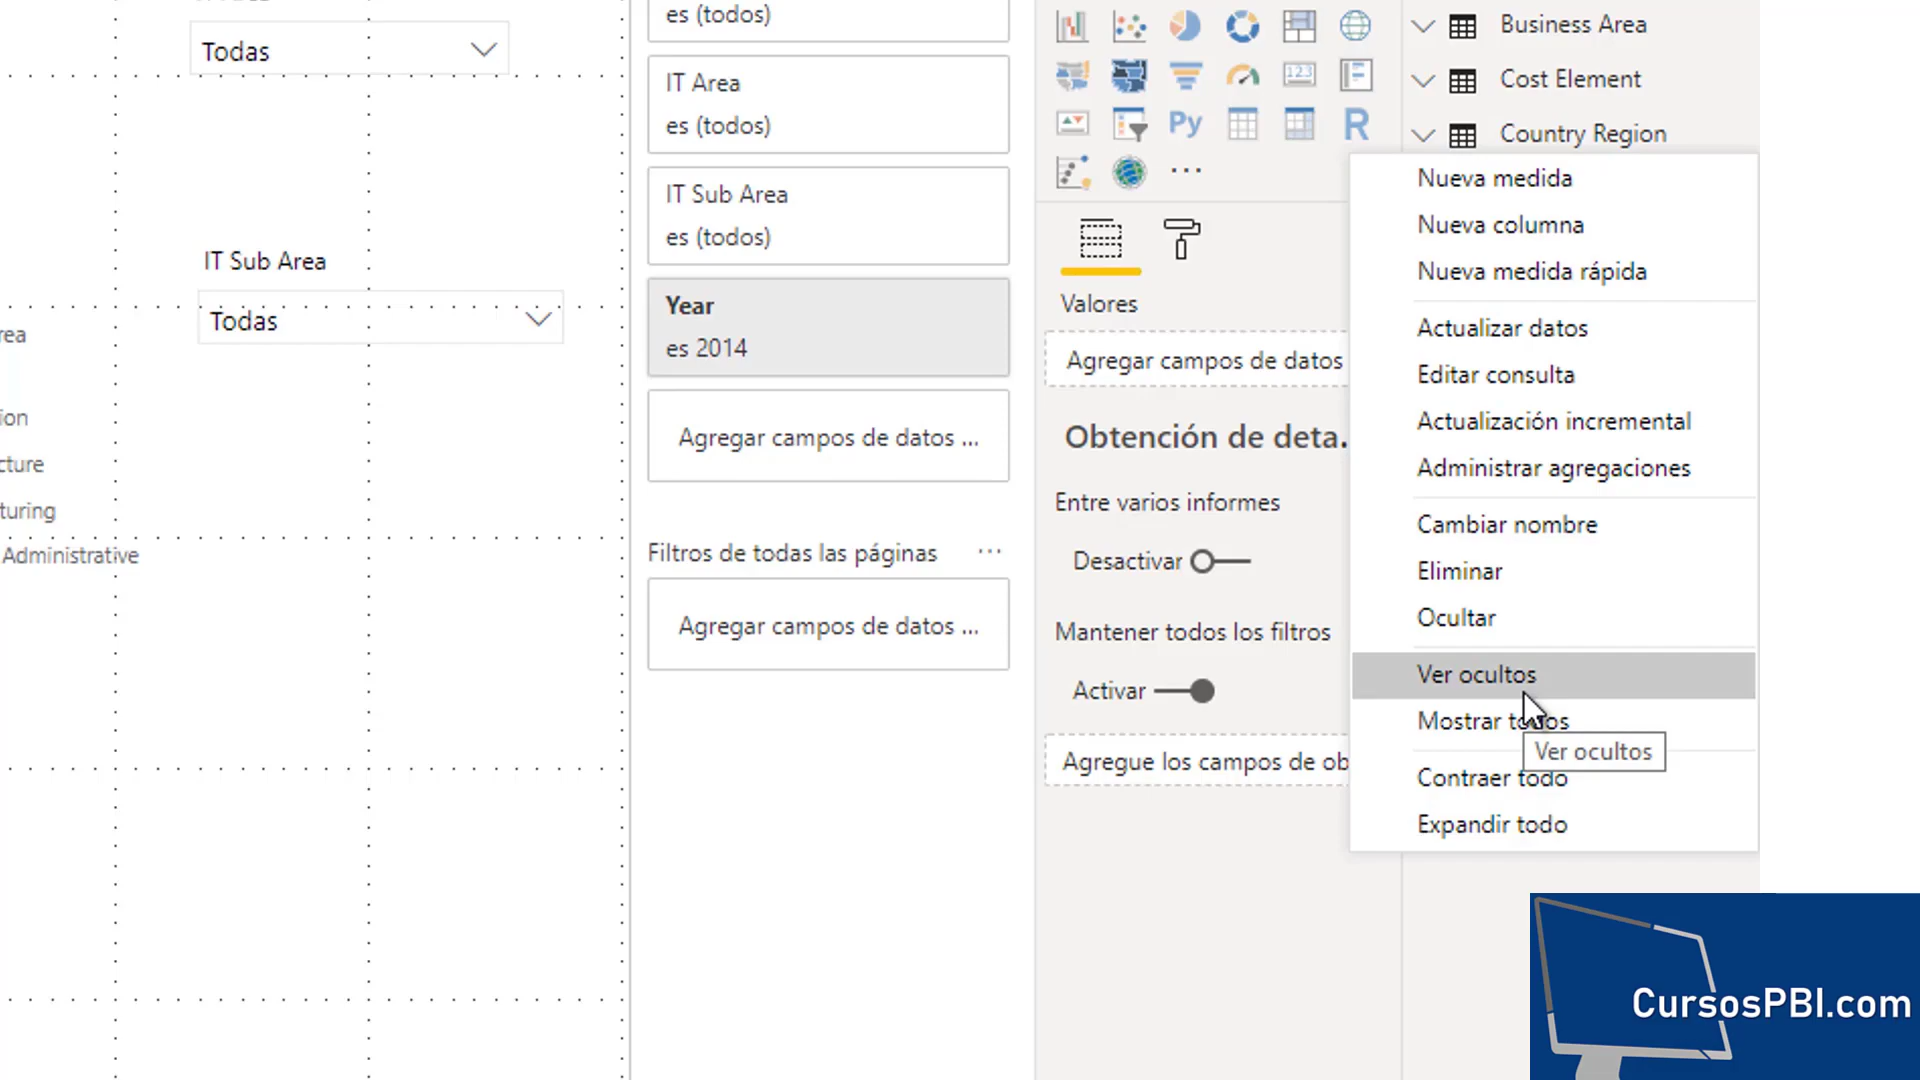 Todas
IT Sub Area
Todas
rea
ion
cture
turing
Administrative
es (todos)
IT Area
es (todos)
IT Sub Area
es (todos)
Year
es 2014
Agregar campos de datos ...
Filtros de todas las páginas
Agregar campos de datos ...
123
Py
R
Valores
Agregar campos de datos
Obtención de deta.
Entre varios informes
Desactivar
Mantener todos los filtros
Activar
Agregue los campos de ob
Business Area
Cost Element
Country Region
Nueva medida
Nueva columna
Nueva medida rápida
Actualizar datos
Editar consulta
Actualización incremental
Administrar agregaciones
Cambiar nombre
Eliminar
Ocultar
Ver ocultos
Mostrar todos
Ver ocultos
Contraer todo
Expandir todo
CursosPBI.com